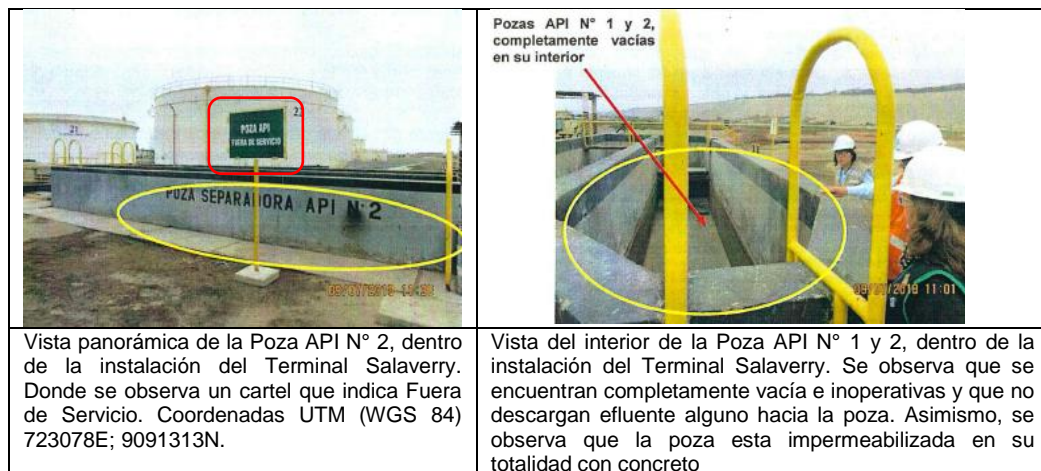 21
2
POZA API
FUERA DE SERVICIO
POZA SEPARADORA API N·2
Pozas API N° 1 y 2,
completamente vacías
en su interior
11:01
Vista panorámica de la Poza API N° 2, dentro
de la instalación del Terminal Salaverry.
Donde se observa un cartel que indica Fuera
de Servicio. Coordenadas UTM (WGS 84)
723078E; 9091313N.
Vista del interior de la Poza API N° 1 y 2, dentro de la
instalación del Terminal Salaverry. Se observa que se
encuentran completamente vacía e inoperativas y que no
descargan efluente alguno hacia la poza. Asimismo, se
observa que la poza esta impermeabilizada en su
totalidad con concreto